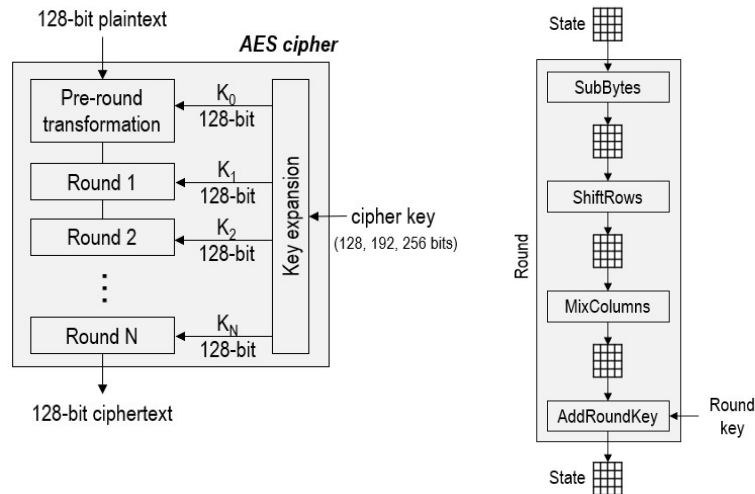 128-bit plaintext
AES cipher
Pre-round
transformation
K0
128-bit
Round 1
K1
128-bit
Round 2
K2
128-bit
Key expansion
cipher key
(128, 192, 256 bits)
Round N
KN
128-bit
128-bit ciphertext
State
SubBytes
ShiftRows
Round
MixColumns
AddRoundKey
Round
key
State